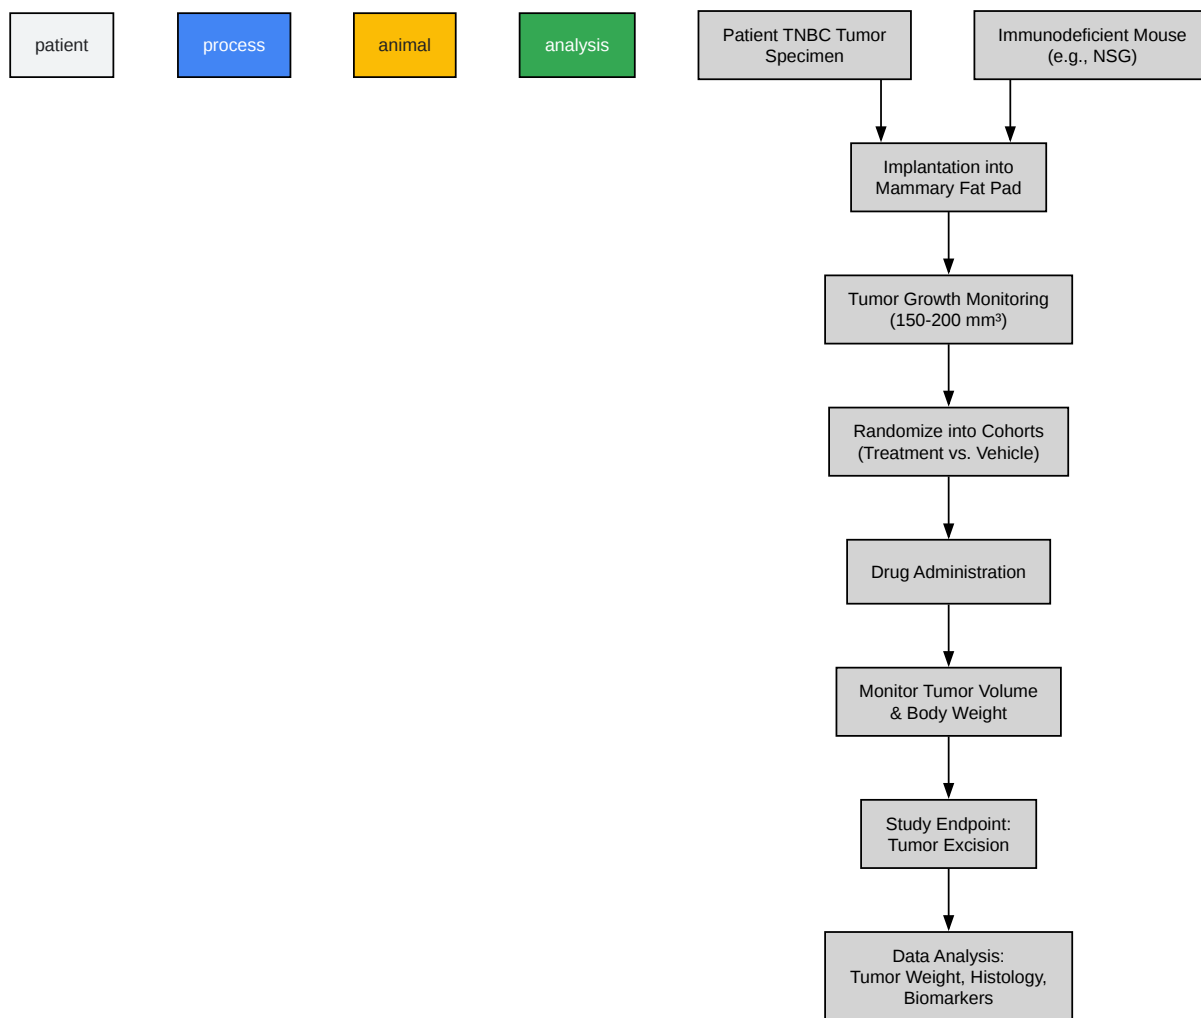 patient
process
animal
analysis
Patient TNBC Tumor
Specimen
Immunodeficient Mouse
(e.g., NSG)
Implantation into
Mammary Fat Pad
Tumor Growth Monitoring
(150-200 mm³)
Randomize into Cohorts
(Treatment vs. Vehicle)
Drug Administration
Monitor Tumor Volume
& Body Weight
Study Endpoint:
Tumor Excision
Data Analysis:
Tumor Weight, Histology,
Biomarkers